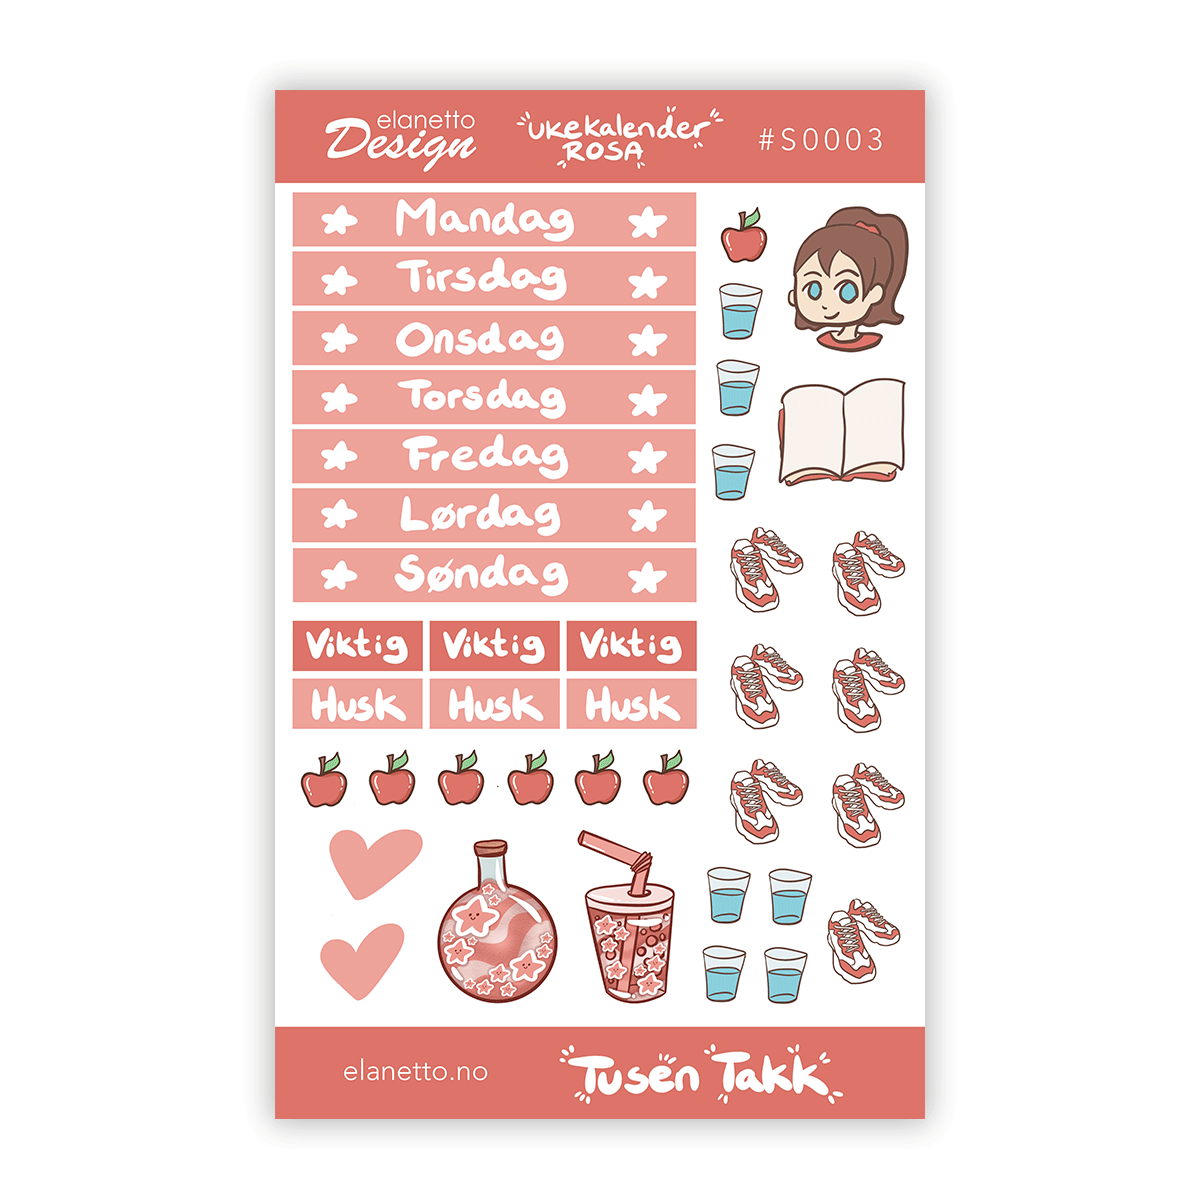 elanetto
Design
UKEKALENDER
ROSA
#S0003
Mandag
Tirsdag
Onsdag
Torsdag
Fredag
Lørdag
Søndag
Viktig Viktig Viktig
Husk Husk Husk
elanetto.no
Tusen Takk